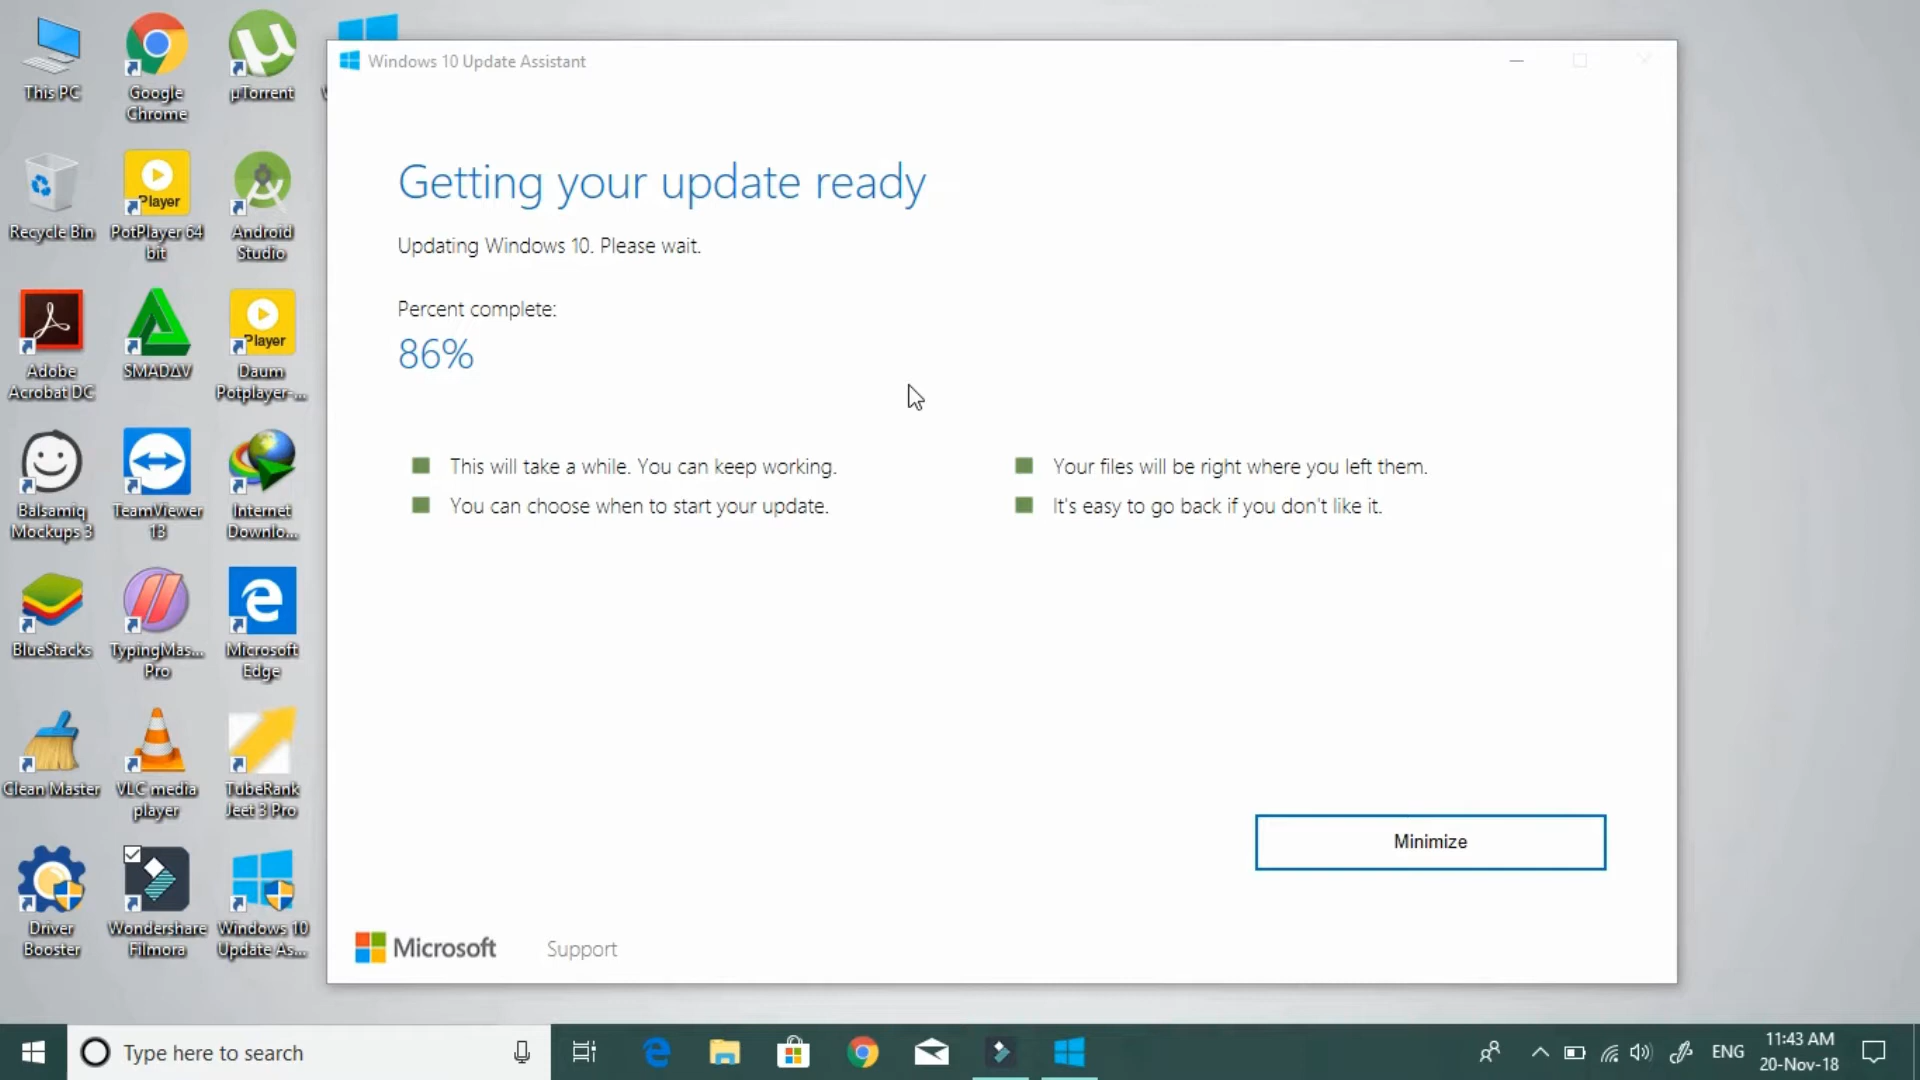 This PC
Google
Chrome
µTorrent
Recycle Bin
Player
PotPlayer 64
bit
Android
Studio
Adobe
Acrobat DC
SMADΔV
Player
Daum
Potplayer-...
Balsamiq
Mockups 3
TeamViewer
13
Internet
Downlo...
BlueStacks
TypingMas...
Pro
Microsoft
Edge
Clean Master
VLC media
player
TubeRank
Jeet 3 Pro
Driver
Booster
Wondershare
Filmora
Windows 10
Update As...
Windows 10 Update Assistant
Getting your update ready
Updating Windows 10. Please wait.
Percent complete:
86%
This will take a while. You can keep working.
You can choose when to start your update.
Your files will be right where you left them.
It's easy to go back if you don't like it.
Minimize
Microsoft
Support
Type here to search
ENG
11:43 AM
20-Nov-18